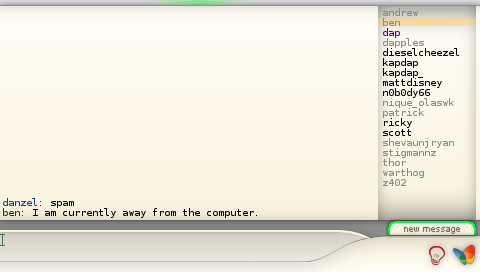 andrew
ben
dap
dapples
dieselcheezel
kapdap
kapdap_
mattdisney
n0b0dy66
nique_olaswk
patrick
ricky
scott
shevaunjryan
stigmannz
thor
warthog
z402
danzel: spam
ben: I am currently away from the computer.
new message